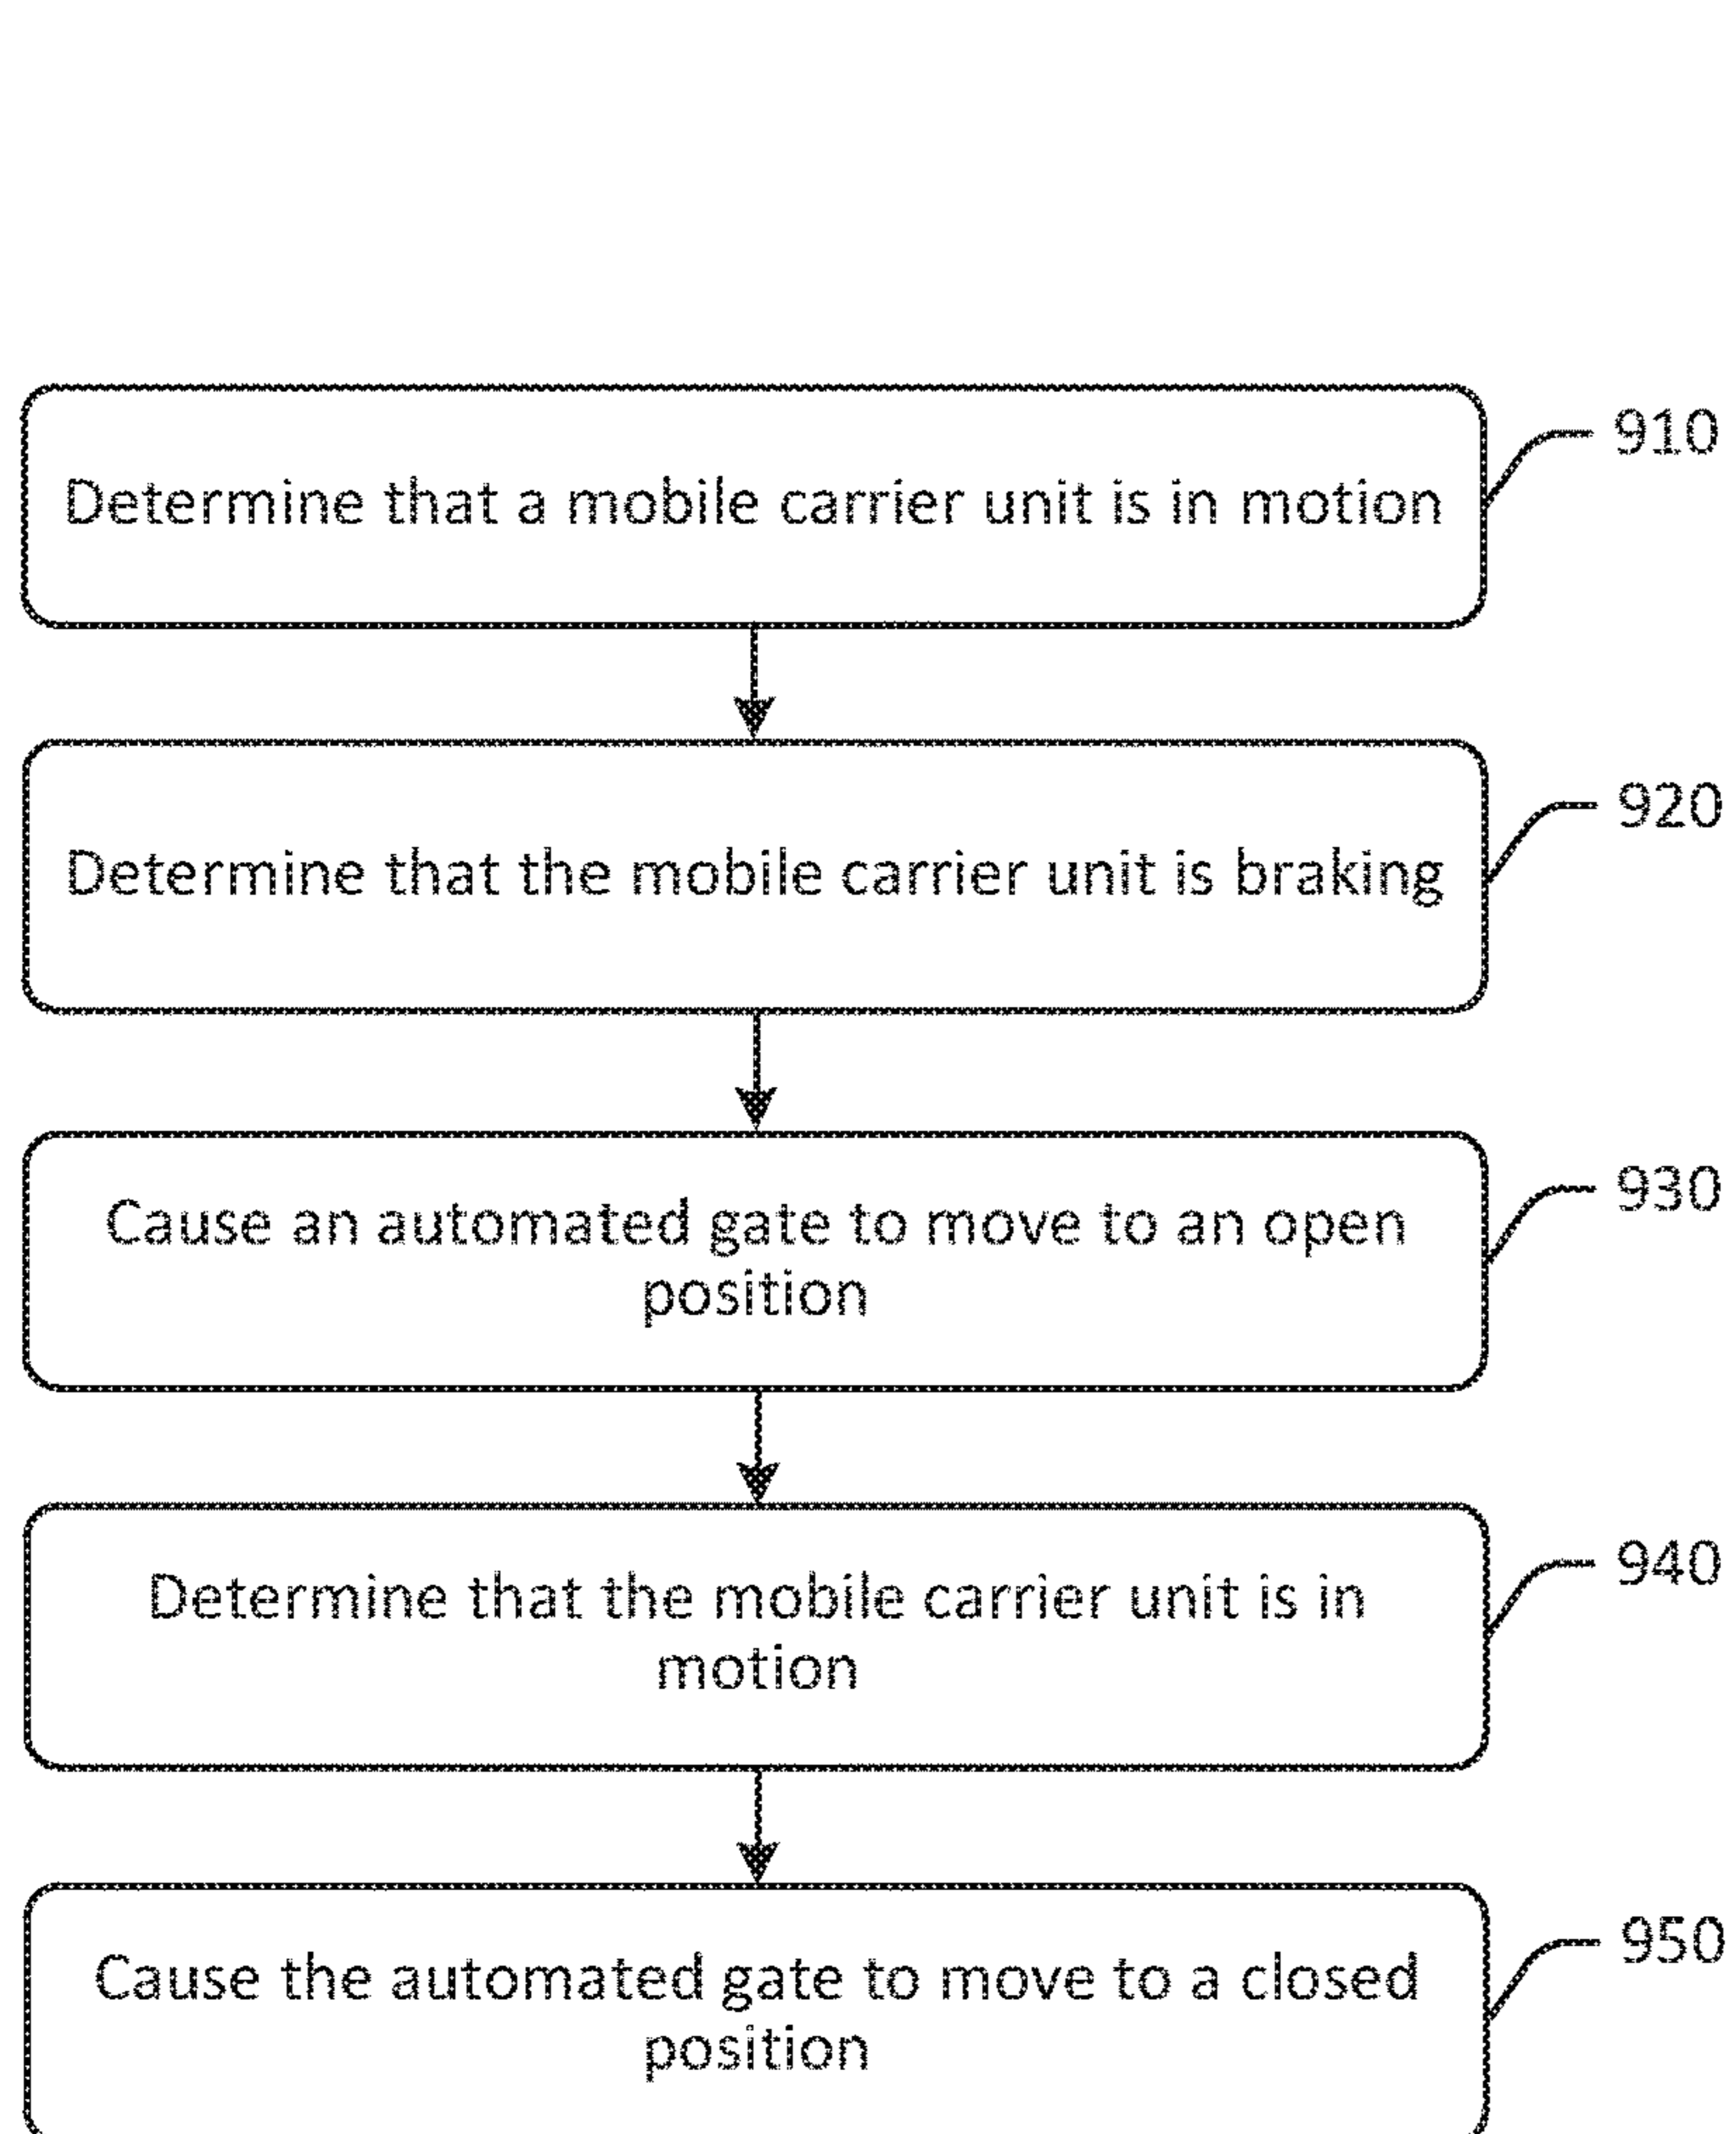 Determine that a mobile carrier unit is in motion
910
Determine that the mobile carrier unit is braking
920
Cause an automated gate to move to an open
position
930
Determine that the mobile carrier unit is in
motion
940
Cause the automated gate to move to a closed
position
950